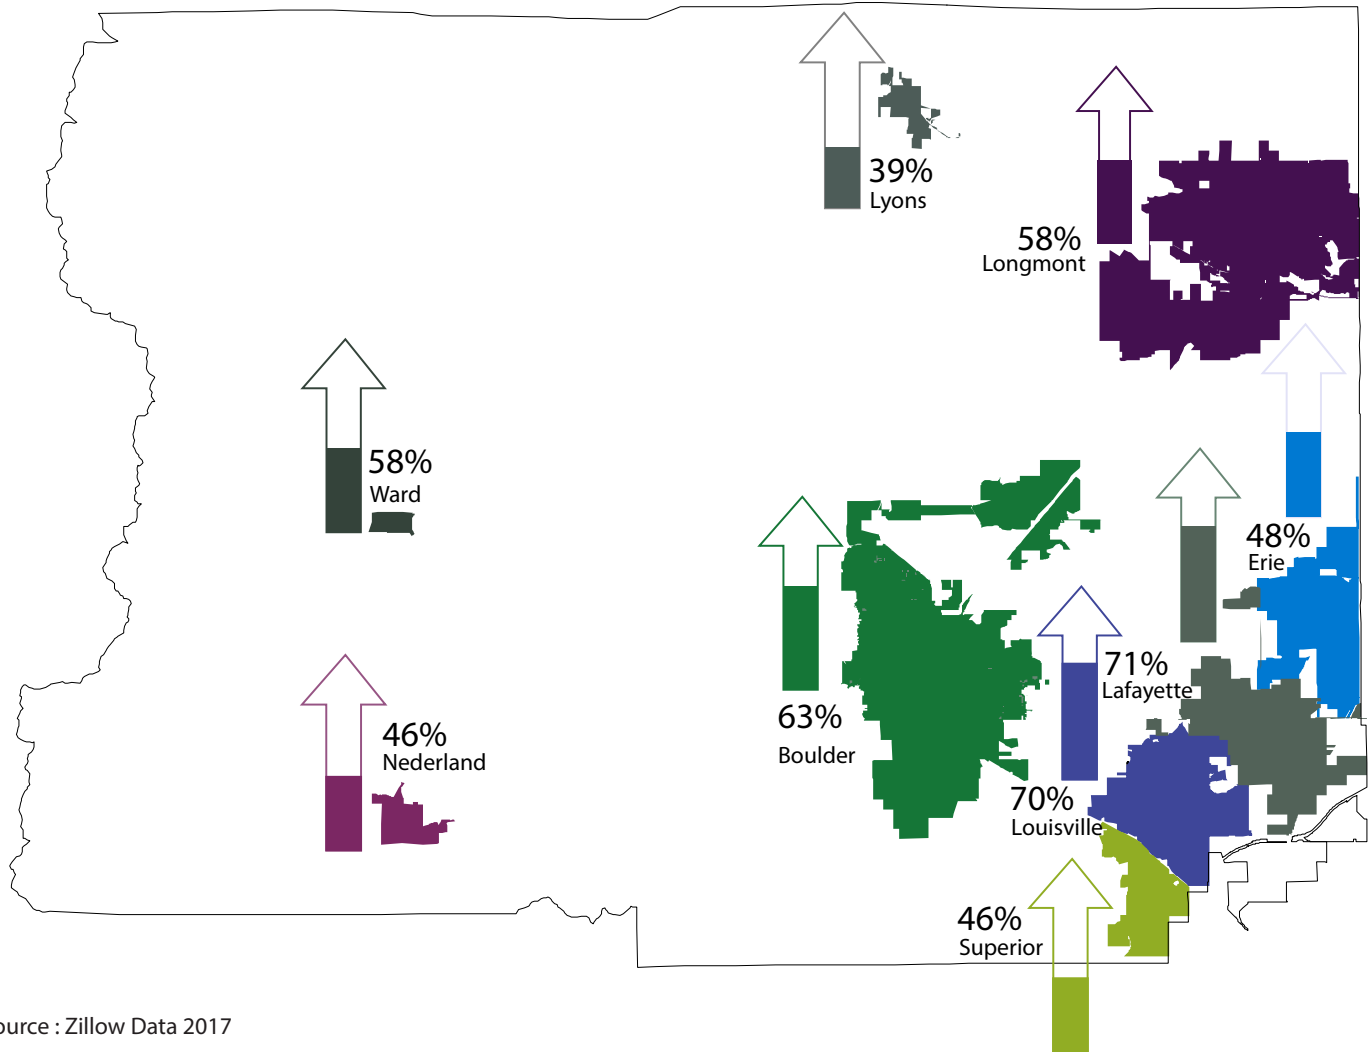 39%
Lyons
58%
Longmont
58%
Ward
48%
Erie
71%
Lafayette
63%
Boulder
46%
Nederland
70%
Louisville
46%
Superior
ource : Zillow Data 2017